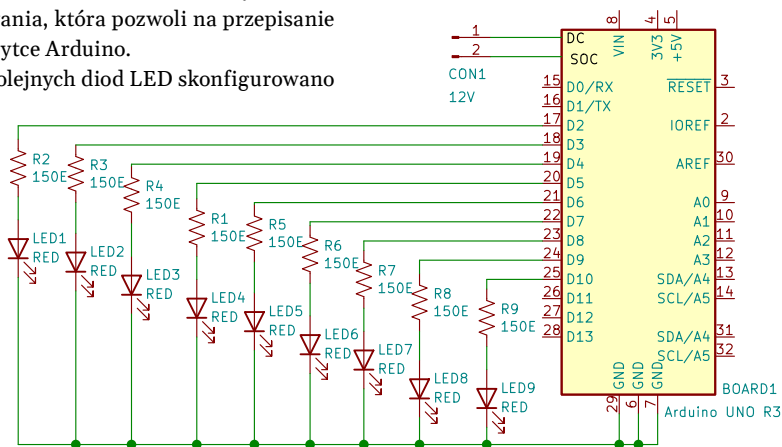 ania, która pozwoli na przepisanie
ytce Arduino.
olejnych diod LED skonfigurowano
1
2
CON1
12V
DC
SOC
8
VIN
4
3V3
5
+5V
15 D0/RX
16 D1/TX
17 D2
18 D3
19 D4
20 D5
21 D6
22 D7
23 D8
24 D9
25 D10
26 D11
27 D12
28 D13
RESET 3
IOREF 2
AREF 30
A0 9
A1 10
A2 11
A3 12
SDA/A4 13
SCL/A5 14
SDA/A4 31
SCL/A5 32
GND 29
GND 6
GND 7
BOARD1
Arduino UNO R3
R2
150E
R3
150E
R4
150E
R1
150E
R5
150E
R6
150E
R7
150E
R8
150E
R9
150E
LED1
RED
LED2
RED
LED3
RED
LED4
RED
LED5
RED
LED6
RED
LED7
RED
LED8
RED
LED9
RED